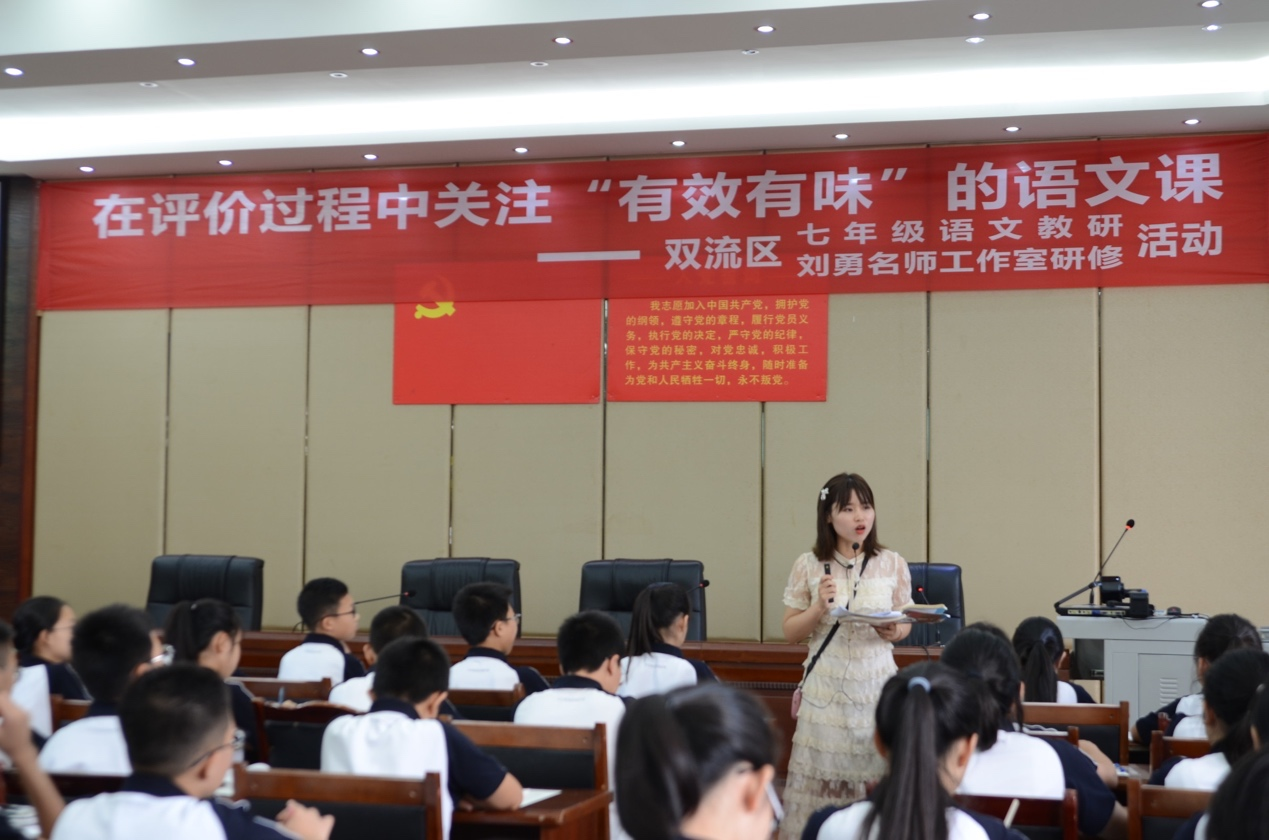 在评价过程中关注“有效有味”的语文课
——双流区 七年级语文教研 活动
刘勇名师工作室研修
我志愿加入中国共产党，拥护党
的纲领，遵守党的章程，履行党员义
务，执行党的决定，严守党的纪律，
保守党的秘密，对党忠诚，积极工
作，为共产主义奋斗终身，随时准备
为党和人民牺牲一切，永不叛党。